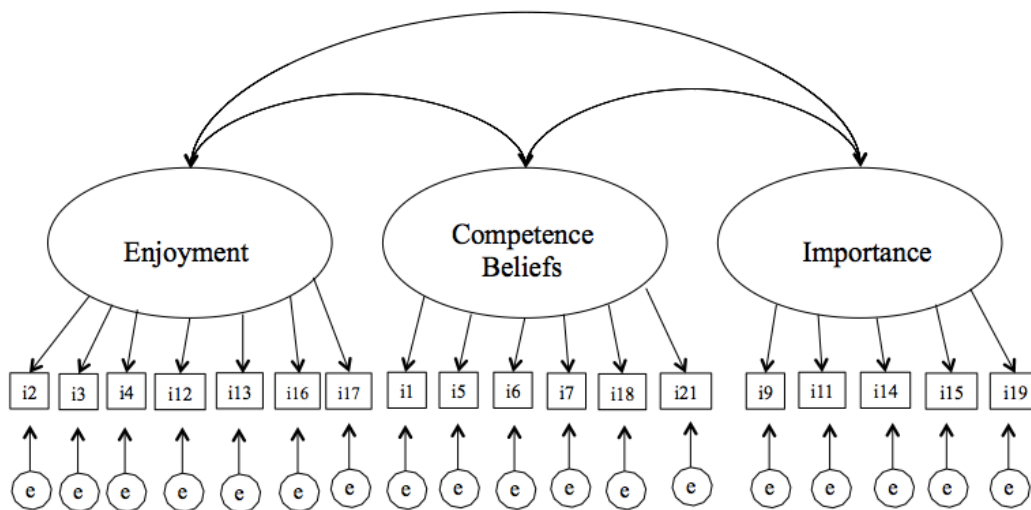 Enjoyment
Competence
Beliefs
Importance
i2 i3 i4 i12 i13 i16 i17 i1 i5 i6 i7 i18 i21 i9 i11 i14 i15 i19
e e e e e e e e e e e e e e e e e e